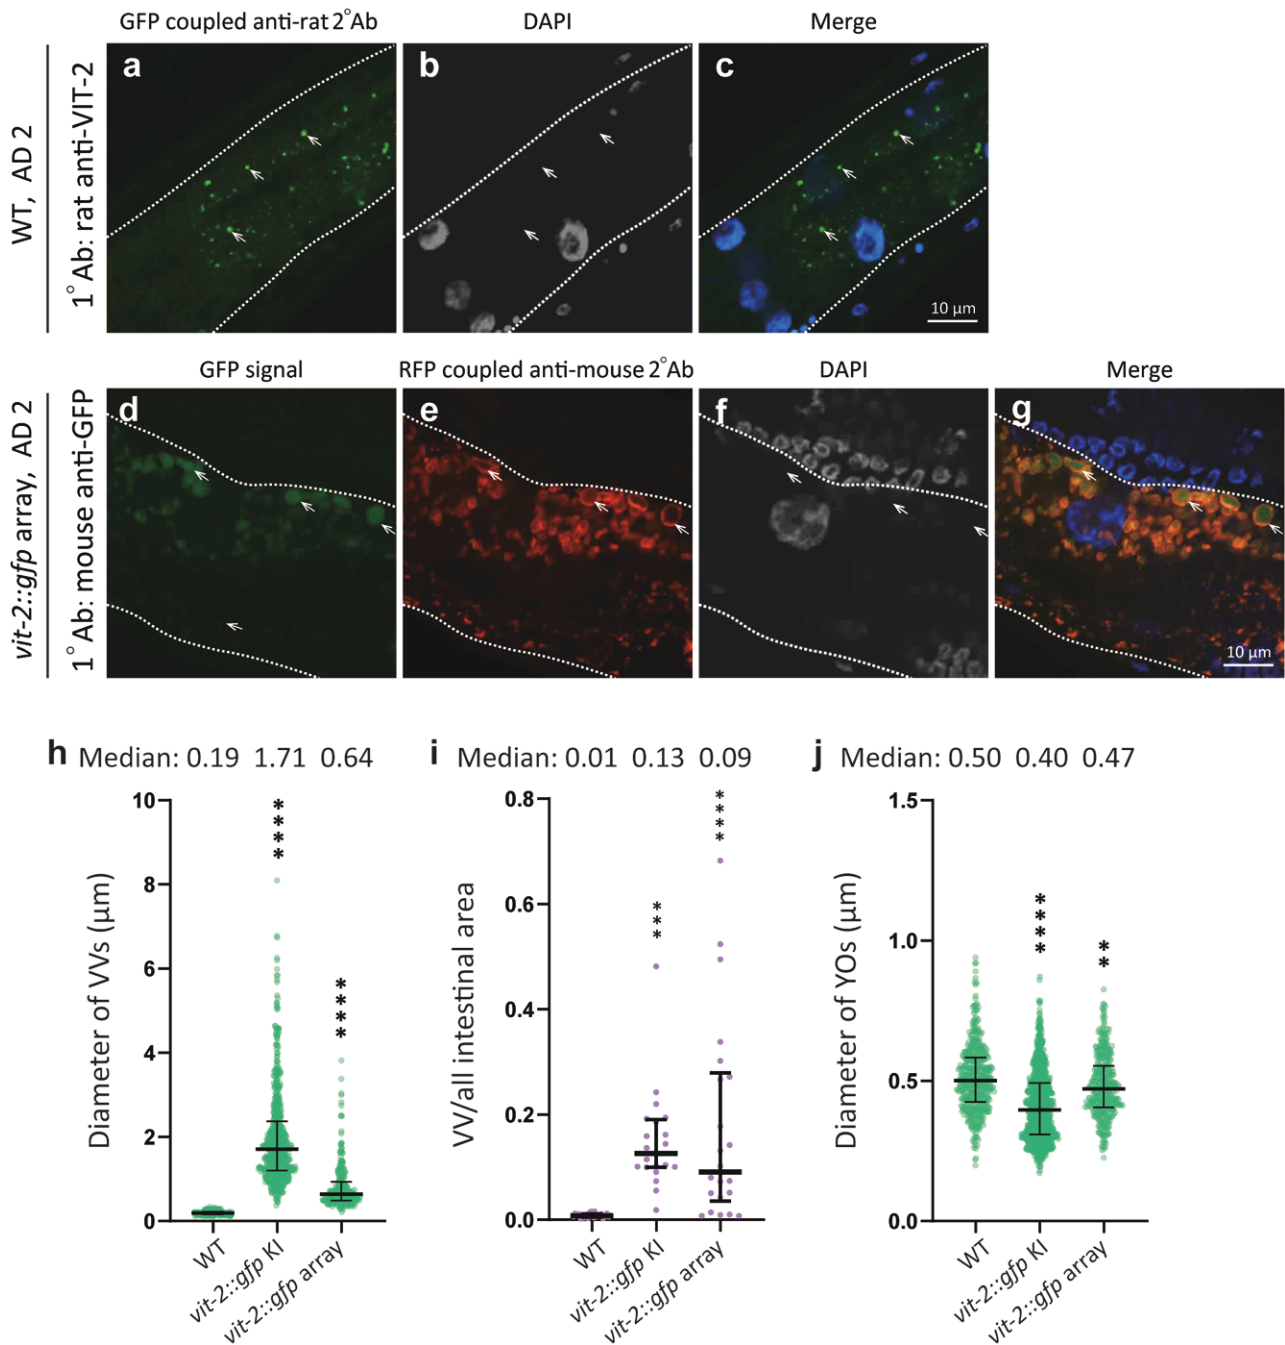 GFP coupled anti-rat 2°Ab DAPI Merge
WT, AD 2
1° Ab: rat anti-VIT-2
a b c
10 µm
GFP signal RFP coupled anti-mouse 2°Ab DAPI Merge
vit-2::gfp array, AD 2
1° Ab: mouse anti-GFP
d e f g
10 µm
h Median: 0.19 1.71 0.64
Diameter of VVs (µm)
10
8
6
4
2
0
****
****
WT
vit-2::gfp KI
vit-2::gfp array
i Median: 0.01 0.13 0.09
VV/all intestinal area
0.8
0.6
0.4
0.2
0.0
***
****
WT
vit-2::gfp KI
vit-2::gfp array
j Median: 0.50 0.40 0.47
Diameter of YOs (µm)
1.5
1.0
0.5
0.0
****
**
WT
vit-2::gfp KI
vit-2::gfp array